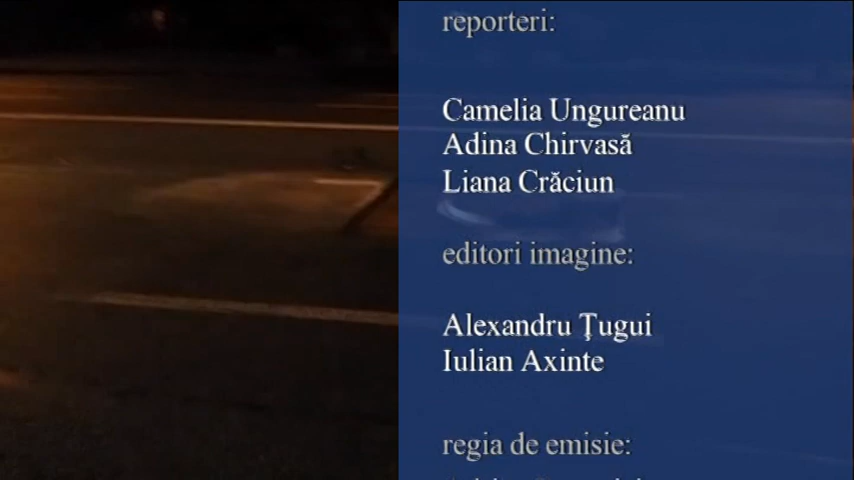 reporteri:
Camelia Ungureanu
Adina Chirvasă
Liana Crăciun
editori imagine:
Alexandru Ţugui
Iulian Axinte
regia de emisie: